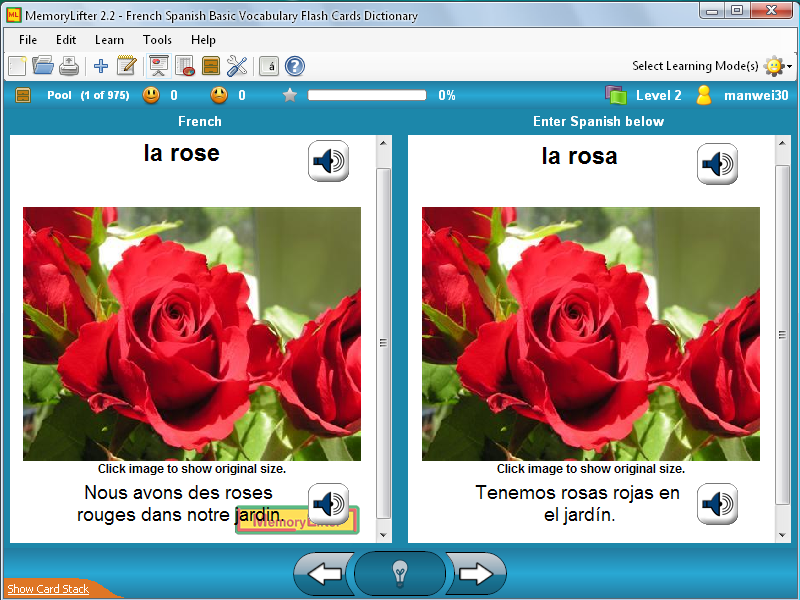 MemoryLifter 2.2 - French Spanish Basic Vocabulary Flash Cards Dictionary
File Edit Learn Tools Help
á ? Select Learning Mode(s)
Pool (1 of 975) 0 0 0% Level 2 manwei30
French
Enter Spanish below
la rose
la rosa
Click image to show original size.
Click image to show original size.
Nous avons des roses
rouges dans notre jardin.
MemoryLifter
Tenemos rosas rojas en
el jardín.
Show Card Stack